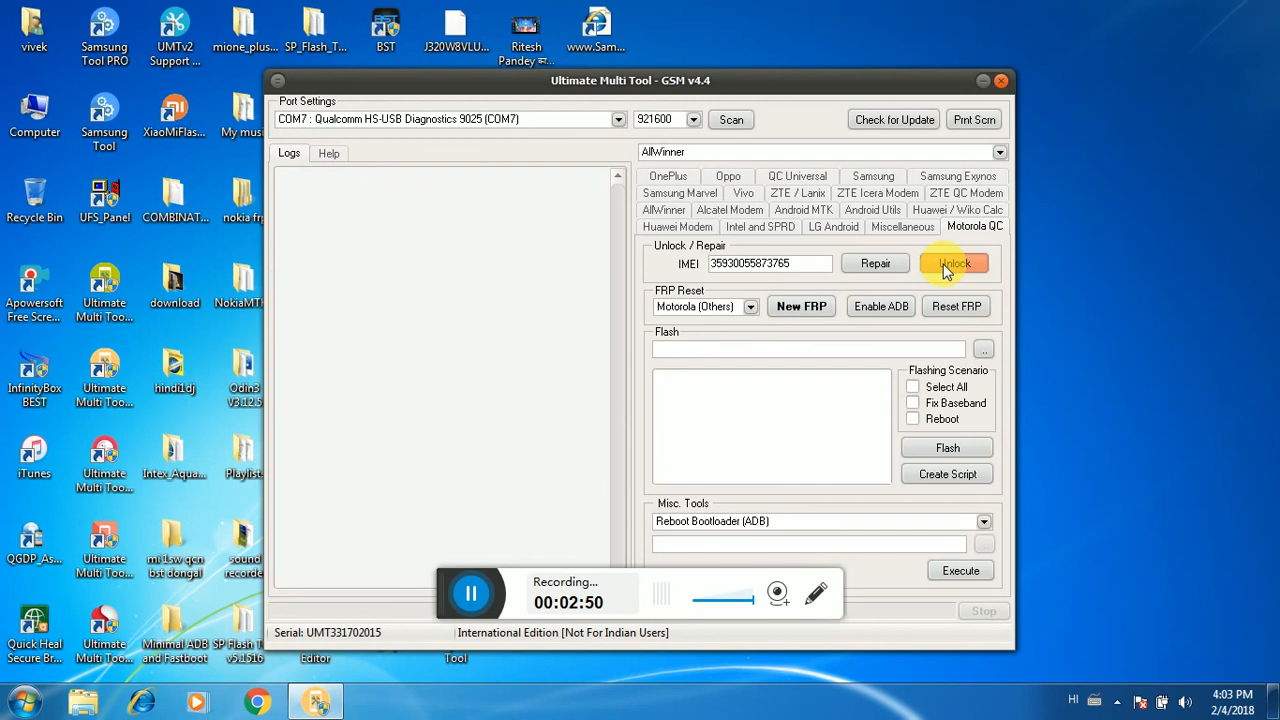 vivek
Samsung Tool PRO
UMTv2 Support ...
mione_plus...
SP_Flash_T...
BST
J320W8VLU...
Ritesh Pandey का...
www.Sam...
Computer
Samsung Tool
XiaoMiFlas...
My musi
Recycle Bin
UFS_Panel
COMBINAT...
nokia frp
Apowersoft Free Scre...
Ultimate Multi Too...
download
NokiaMTK
InfinityBox BEST
Ultimate Multi Too...
hindi1dj
Odin3 V3.12.5
iTunes
Ultimate Multi Too...
Intex_Aqua...
Playlists
QGDP_As...
Ultimate Multi Too...
mi1sw qcn bst dongal
sound recorde
Quick Heal Secure Br...
Ultimate Multi Too...
Minimal ADB and Fastboot
SP Flash T v5.1516
Editor
Tool
Ultimate Multi Tool - GSM v4.4
Port Settings
COM7 : Qualcomm HS-USB Diagnostics 9025 (COM7)
921600
Scan
Check for Update
Prnt Scrn
Logs
Help
AllWinner
OnePlus
Oppo
QC Universal
Samsung
Samsung Exynos
Samsung Marvel
Vivo
ZTE / Lanix
ZTE Icera Modem
ZTE QC Modem
AllWinner
Alcatel Modem
Android MTK
Android Utils
Huawei / Wiko Calc
Huawei Modem
Intel and SPRD
LG Android
Miscellaneous
Motorola QC
Unlock / Repair
IMEI
35930055873765
Repair
Unlock
FRP Reset
Motorola (Others)
New FRP
Enable ADB
Reset FRP
Flash
..
Flashing Scenario
Select All
Fix Baseband
Reboot
Flash
Create Script
Misc. Tools
Reboot Bootloader (ADB)
Execute
Recording...
00:02:50
Stop
Serial: UMT331702015
International Edition [Not For Indian Users]
HI
4:03 PM
2/4/2018